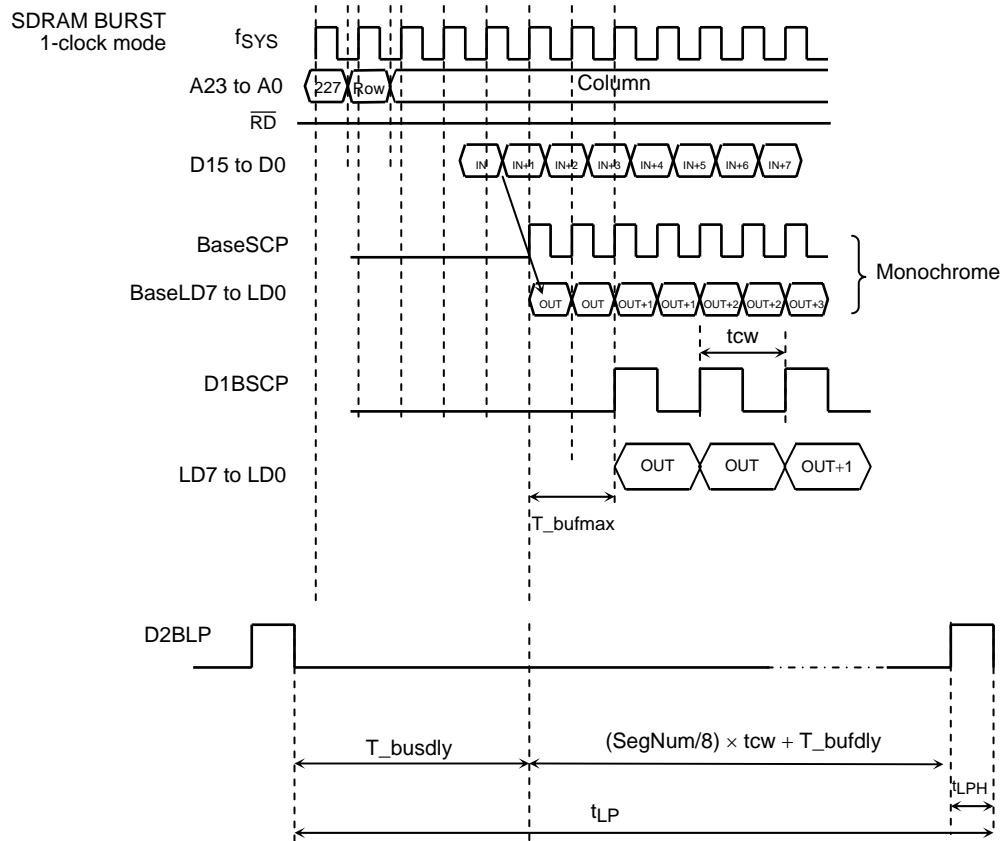 SDRAM BURST
1-clock mode
fSYS
A23 to A0
227 Row Column
RD
D15 to D0
IN IN+1 IN+2 IN+3 IN+4 IN+5 IN+6 IN+7
BaseSCP
Monochrome
BaseLD7 to LD0
OUT OUT OUT+1 OUT+1 OUT+2 OUT+2 OUT+3
tcw
D1BSCP
LD7 to LD0
OUT OUT OUT+1
T_bufmax
D2BLP
T_busdly
(SegNum/8) × tcw + T_bufdly
tLPH
tLP